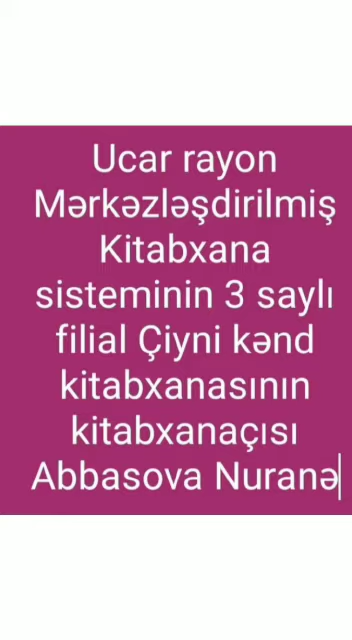 Ucar rayon
Mərkəzləşdirilmiş
Kitabxana
sisteminin 3 saylı
filial Çiyni kənd
kitabxanasının
kitabxanaçısı
Abbasova Nuranə